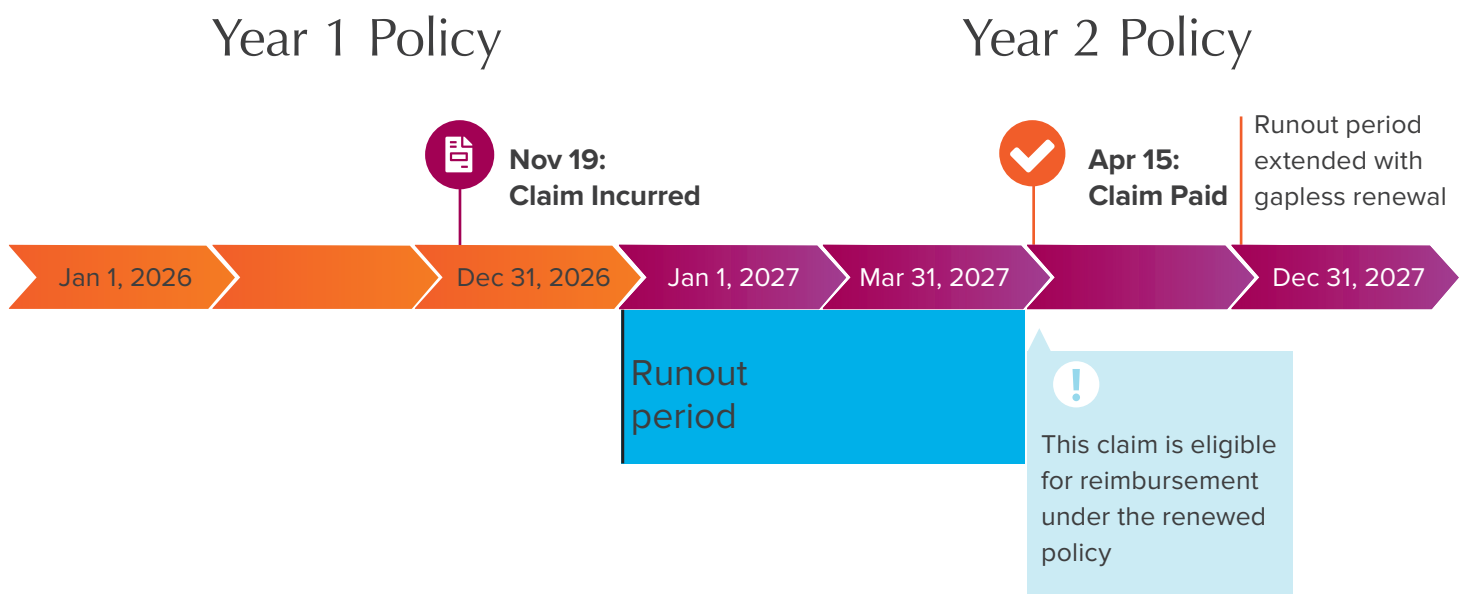 Year 1 Policy
Year 2 Policy
Nov 19:
Claim Incurred
Apr 15:
Claim Paid
Runout period
extended with
gapless renewal
Jan 1, 2026
Dec 31, 2026
Jan 1, 2027
Mar 31, 2027
Dec 31, 2027
Runout
period
!
This claim is eligible
for reimbursement
under the renewed
policy